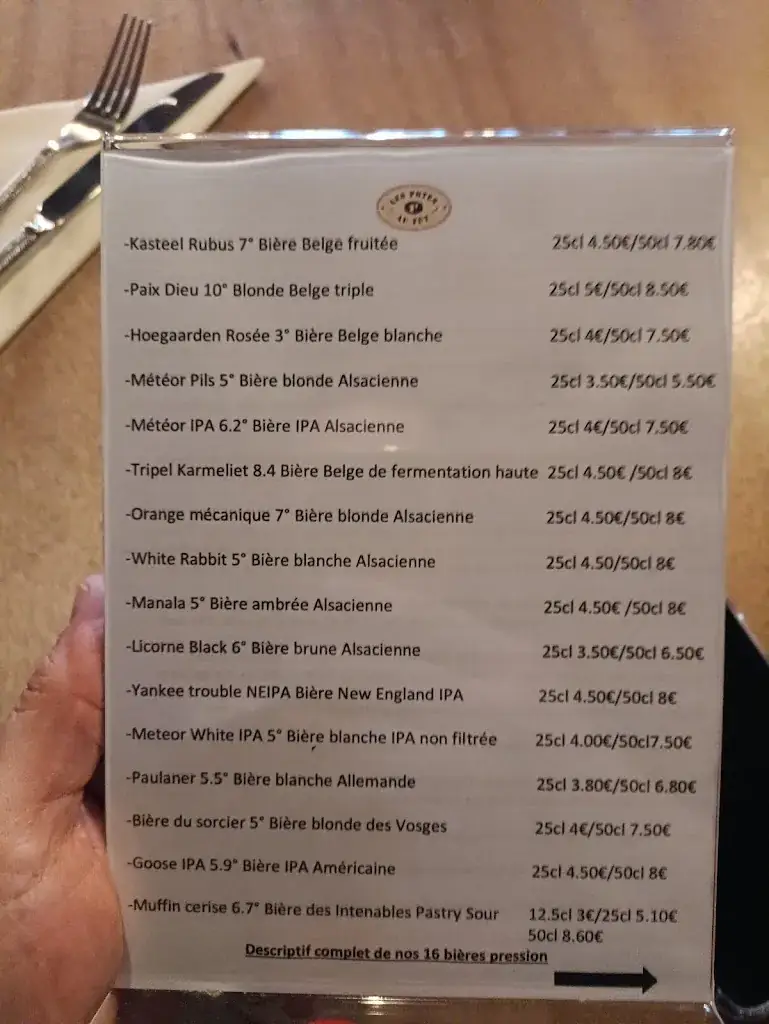 -Kasteel Rubus 7° Bière Belge fruitée 25cl 4.50€/50cl 7.80€
-Paix Dieu 10° Blonde Belge triple 25cl 5€/50cl 8.50€
-Hoegaarden Rosée 3° Bière Belge blanche 25cl 4€/50cl 7.50€
-Météor Pils 5° Bière blonde Alsacienne 25cl 3.50€/50cl 5.50€
-Météor IPA 6.2° Bière IPA Alsacienne 25cl 4€/50cl 7.50€
-Tripel Karmeliet 8.4 Bière Belge de fermentation haute 25cl 4.50€ /50cl 8€
-Orange mécanique 7° Bière blonde Alsacienne 25cl 4.50€/50cl 8€
-White Rabbit 5° Bière blanche Alsacienne 25cl 4.50/50cl 8€
-Manala 5° Bière ambrée Alsacienne 25cl 4.50€ /50cl 8€
-Licorne Black 6° Bière brune Alsacienne 25cl 3.50€/50cl 6.50€
-Yankee trouble NEIPA Bière New England IPA 25cl 4.50€/50cl 8€
-Meteor White IPA 5° Bière blanche IPA non filtrée 25cl 4.00€/50cl7.50€
-Paulaner 5.5° Bière blanche Allemande 25cl 3.80€/50cl 6.80€
-Bière du sorcier 5° Bière blonde des Vosges 25cl 4€/50cl 7.50€
-Goose IPA 5.9° Bière IPA Américaine 25cl 4.50€/50cl 8€
-Muffin cerise 6.7° Bière des Intenables Pastry Sour 12.5cl 3€/25cl 5.10€
50cl 8.60€
Descriptif complet de nos 16 bières pression